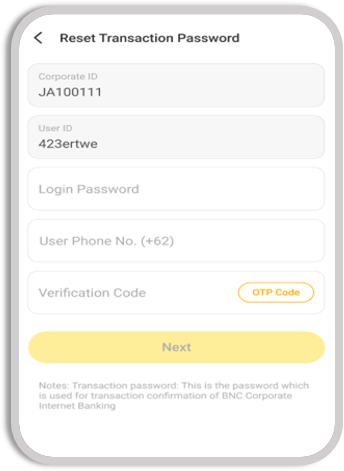 Reset Transaction Password
Corporate ID
JA100111
User ID
423ertwe
Login Password
User Phone No. (+62)
Verification Code
OTP Code
Next
Notes: Transaction password: This is the password which
is used for transaction confirmation of BNC Corporate
Internet Banking